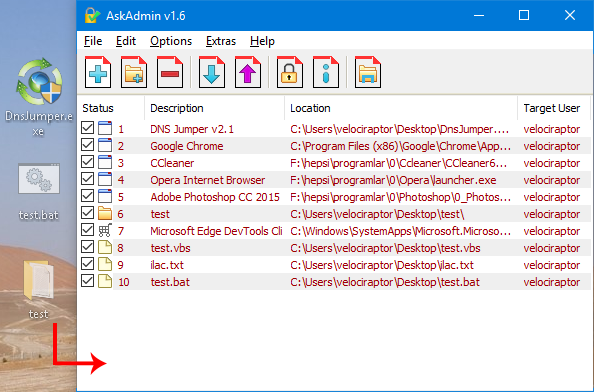 AskAdmin v1.6
File Edit Options Extras Help
Status Description Location Target User
1 DNS Jumper v2.1 C:\Users\velociraptor\Desktop\DnsJumper.... velociraptor
2 Google Chrome C:\Program Files (x86)\Google\Chrome\App... velociraptor
3 CCleaner F:\hepsi\programlar\0\Ccleaner\CCleaner6... velociraptor
4 Opera Internet Browser F:\hepsi\programlar\0\Opera\launcher.exe velociraptor
5 Adobe Photoshop CC 2015 F:\hepsi\programlar\0\Photoshop\0_Photos... velociraptor
6 test C:\Users\velociraptor\Desktop\test\ velociraptor
7 Microsoft Edge DevTools Cli C:\Windows\SystemApps\Microsoft.Microso... velociraptor
8 test.vbs C:\Users\velociraptor\Desktop\test.vbs velociraptor
9 ilac.txt C:\Users\velociraptor\Desktop\ilac.txt velociraptor
10 test.bat C:\Users\velociraptor\Desktop\test.bat velociraptor
DnsJumper.e
xe
test.bat
test